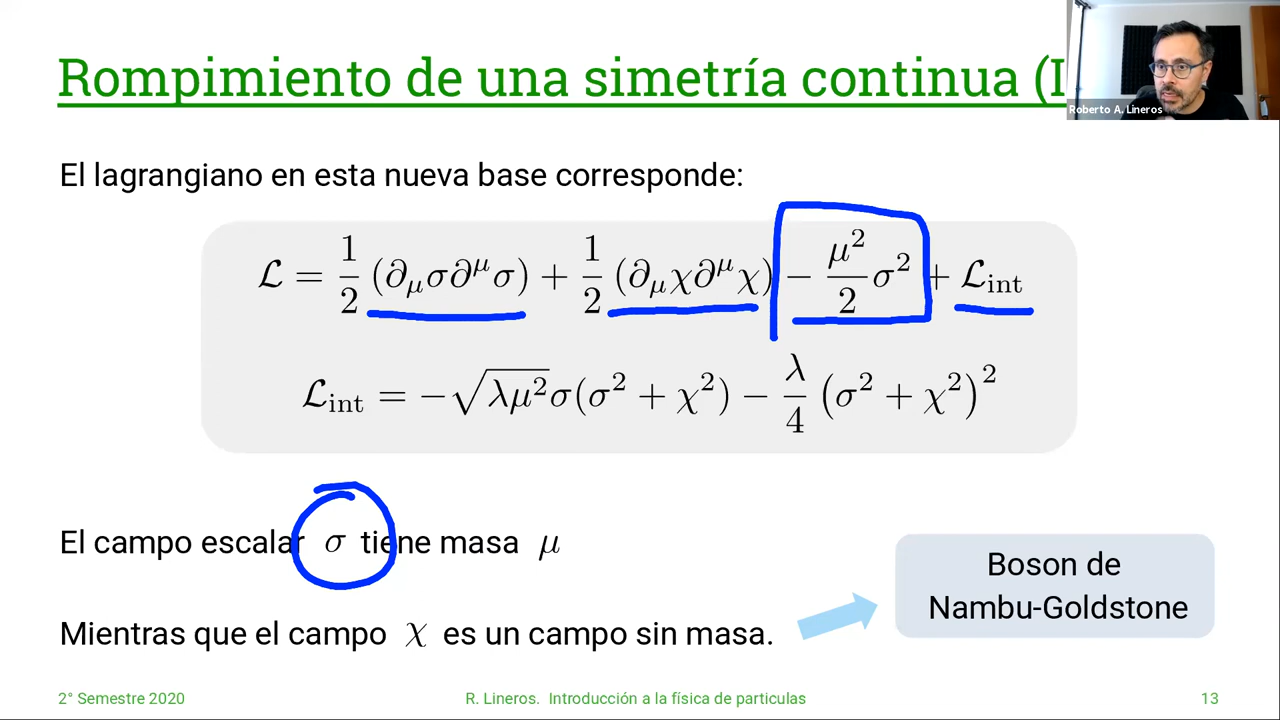 Rompimiento de una simetría continua (I
Roberto A. Lineros
El lagrangiano en esta nueva base corresponde:
ℒ = 1/2 (∂_μσ∂^μσ) + 1/2 (∂_μχ∂^μχ) − μ²/2 σ² + ℒ_int
ℒ_int = −√(λμ²)σ(σ² + χ²) − λ/4 (σ² + χ²)²
El campo escalar σ tiene masa μ
Boson de
Nambu-Goldstone
Mientras que el campo χ es un campo sin masa.
2° Semestre 2020
R. Lineros. Introducción a la física de particulas
13